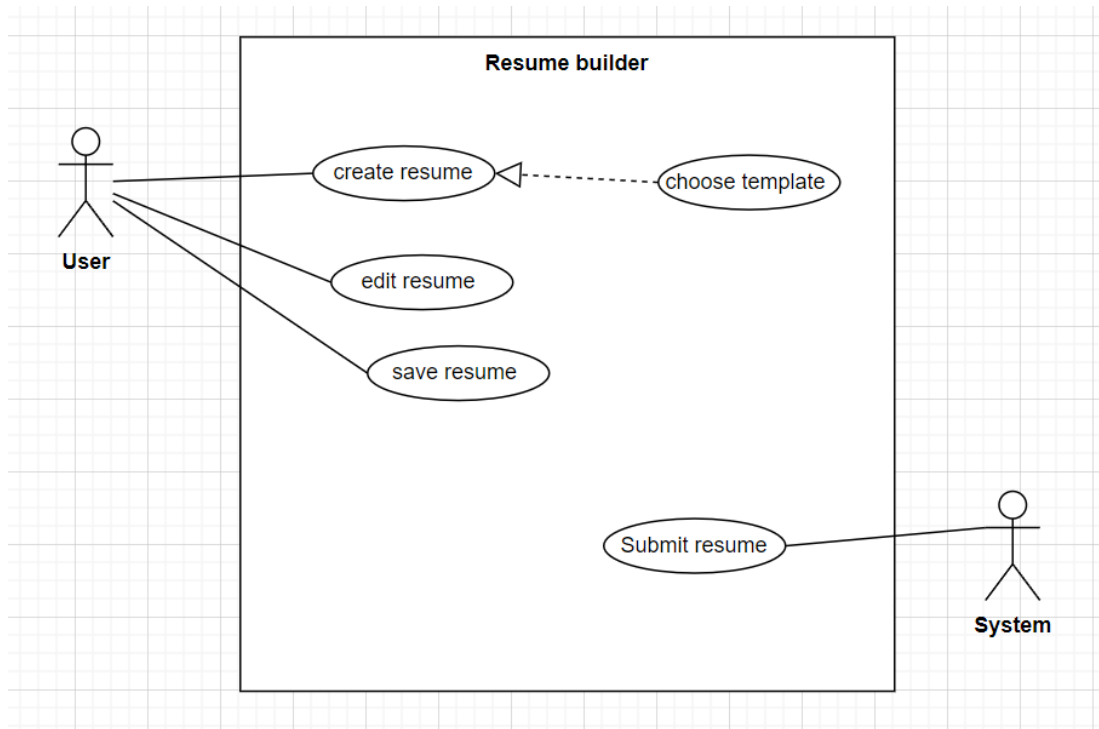 Resume builder
create resume
choose template
User
edit resume
save resume
Submit resume
System